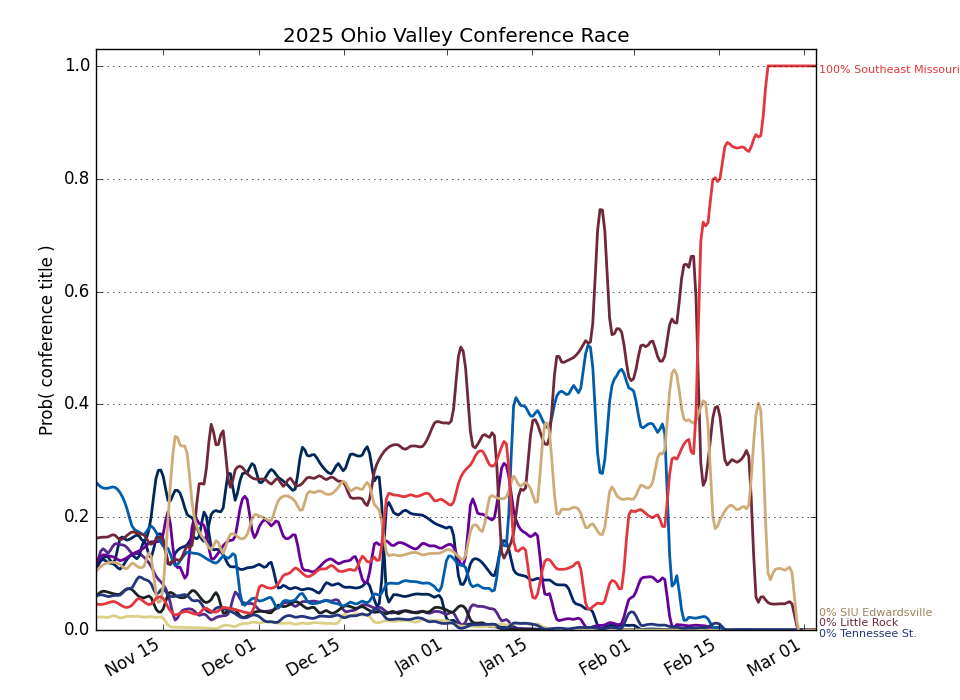 2025 Ohio Valley Conference Race
Prob( conference title )
1.0
0.8
0.6
0.4
0.2
0.0
Nov 15
Dec 01
Dec 15
Jan 01
Jan 15
Feb 01
Feb 15
Mar 01
100% Southeast Missouri
0% SIU Edwardsville
0% Little Rock
0% Tennessee St.